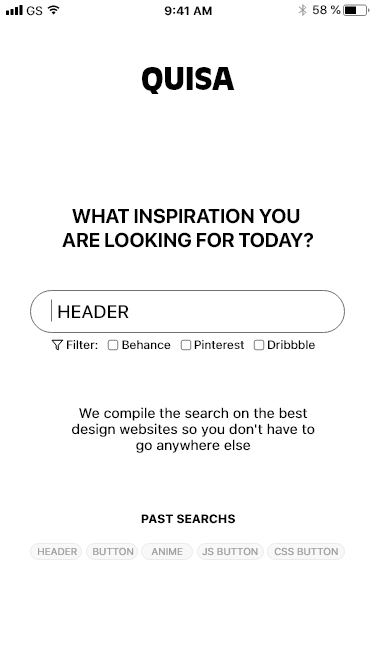 GS 9:41 AM 58 %
QUISA
WHAT INSPIRATION YOU
ARE LOOKING FOR TODAY?
HEADER
Filter: Behance Pinterest Dribbble
We compile the search on the best
design websites so you don't have to
go anywhere else
PAST SEARCHS
HEADER BUTTON ANIME JS BUTTON CSS BUTTON